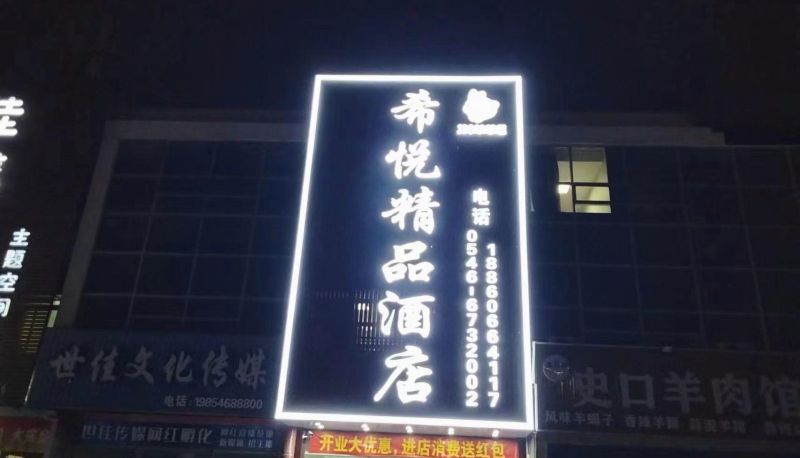 希悦精品酒店
电话
0546-6732002
18860664117
主题空间
世佳文化传媒
电话：19854688800
史口羊肉馆
风味羊蝎子
开业大优惠，进店消费送红包